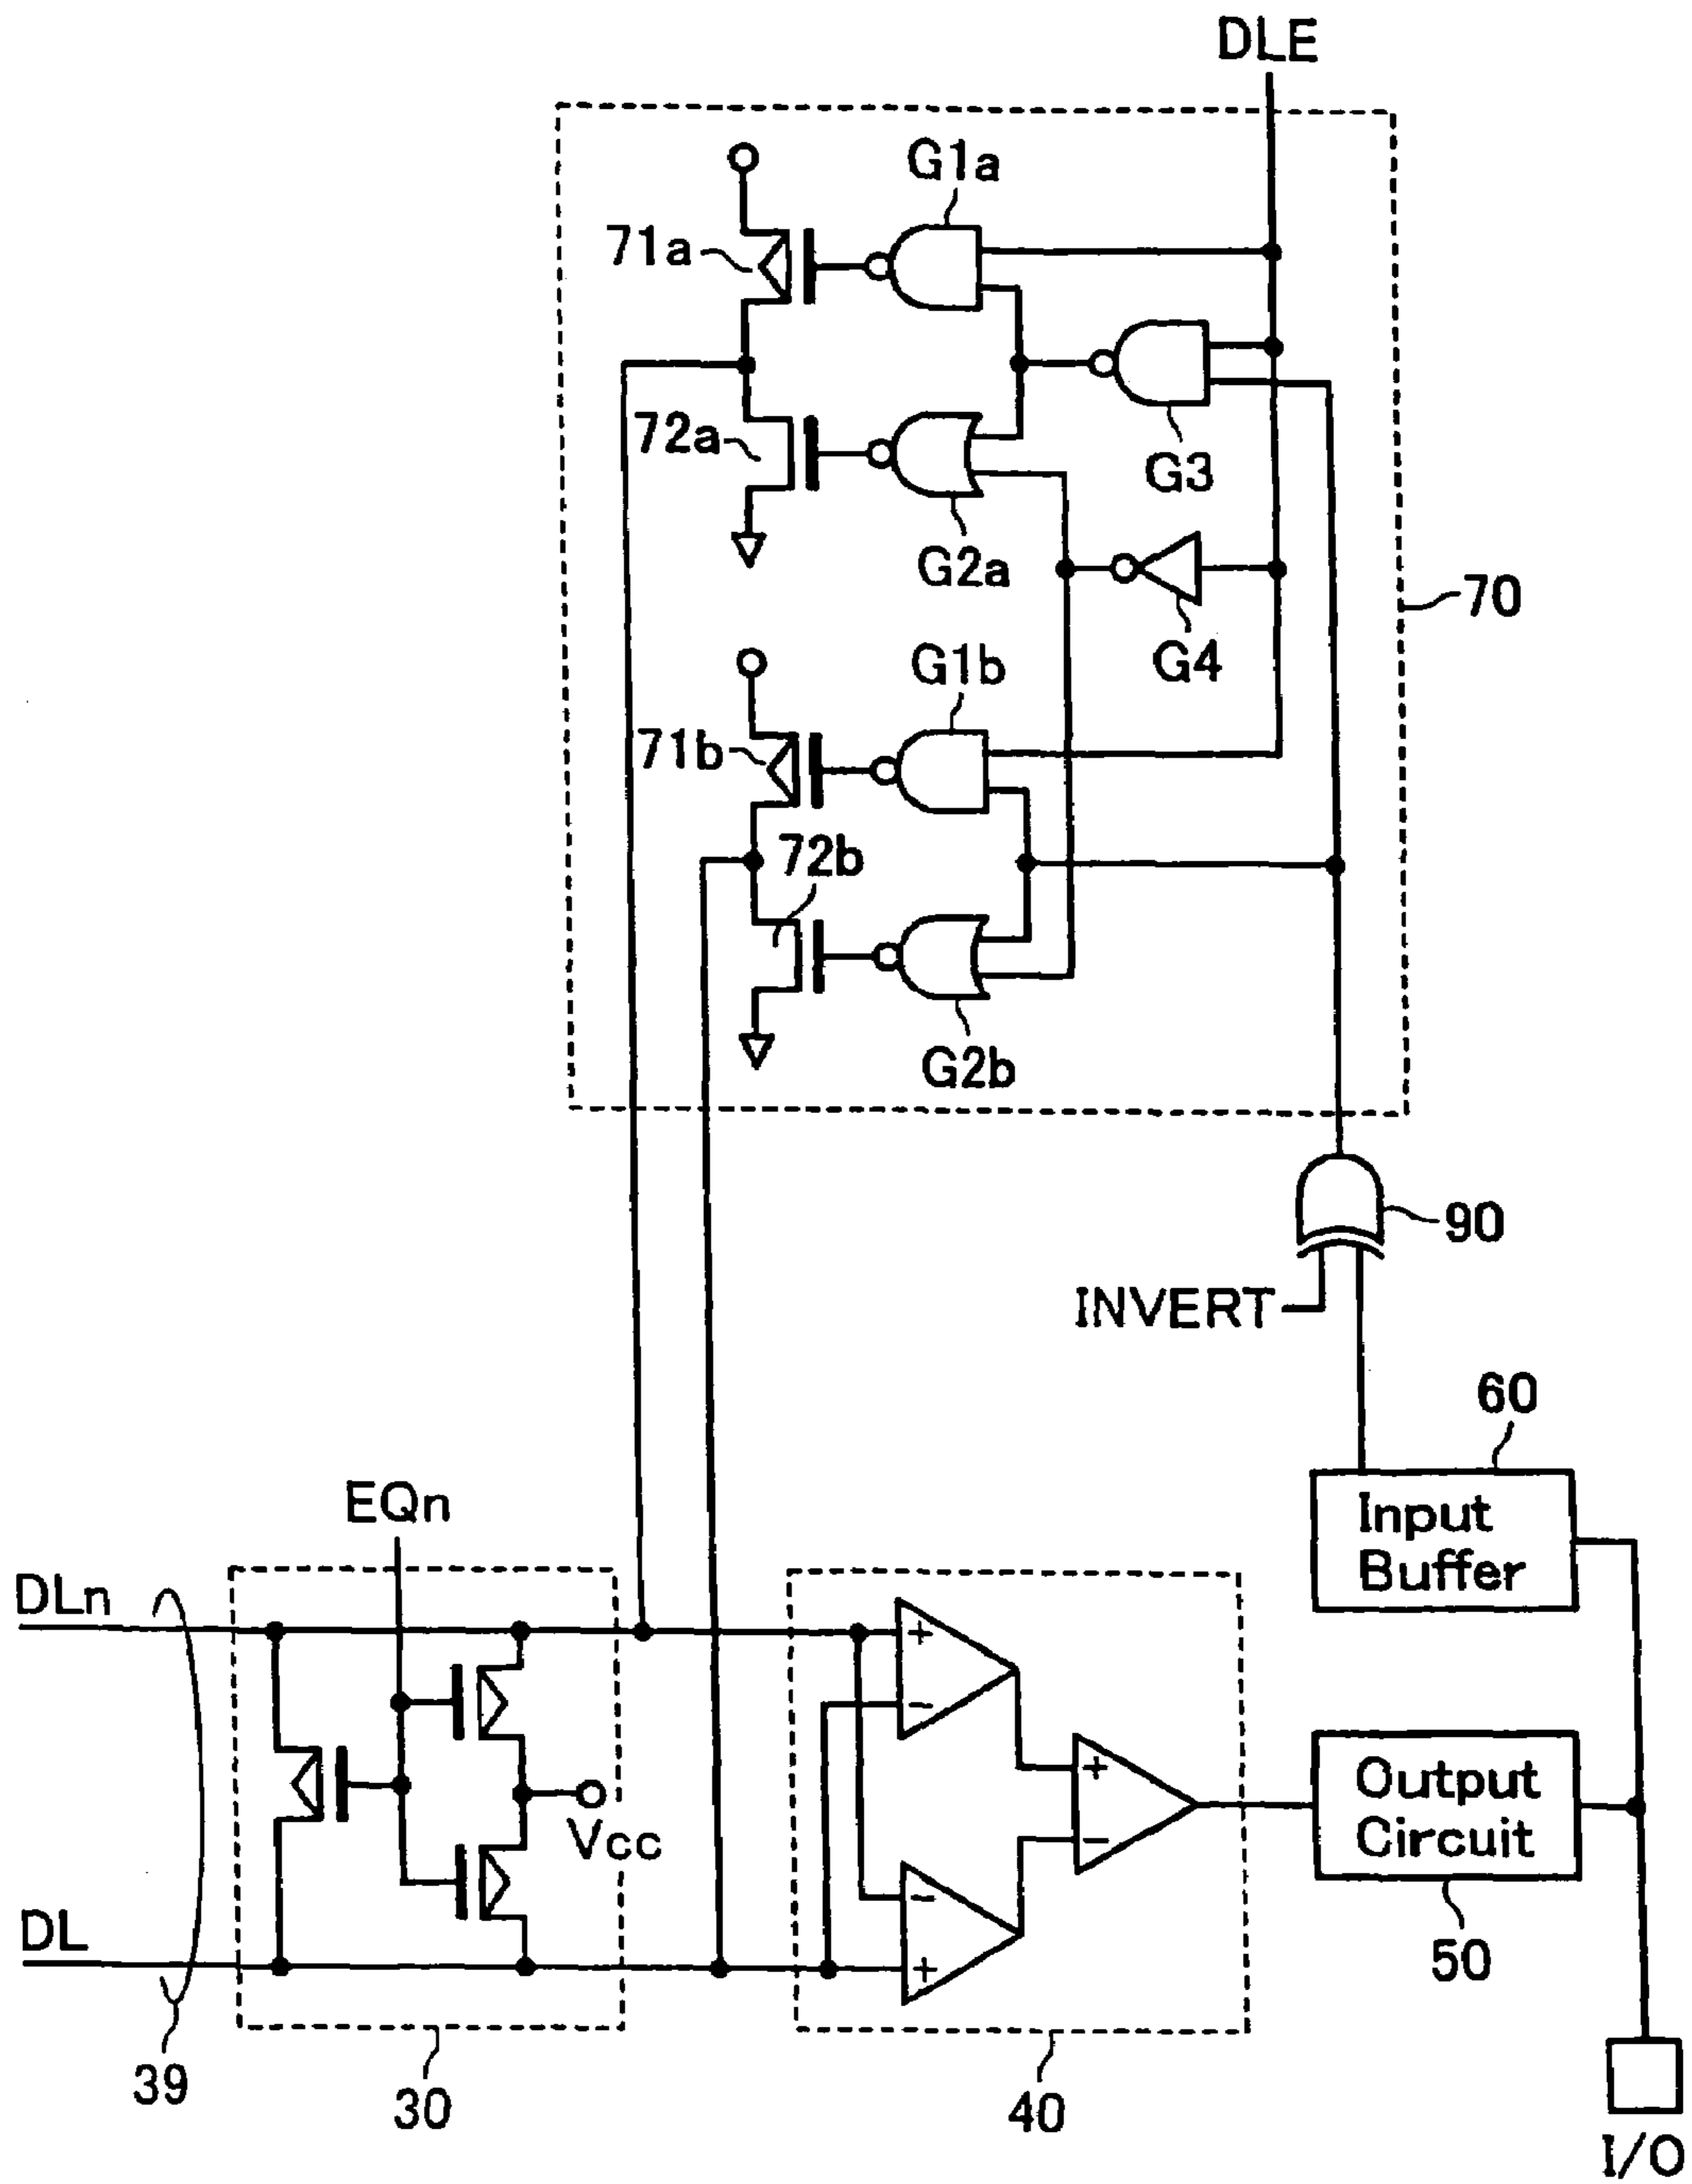 DLE
G1a
71a
72a
G3
G2a
70
G4
G1b
71b
72b
G2b
90
INVERT
60
EQn
Input
Buffer
DLn
+
−
+
Output
Circuit
Vcc
−
−
DL
+
50
39
30
40
I/O